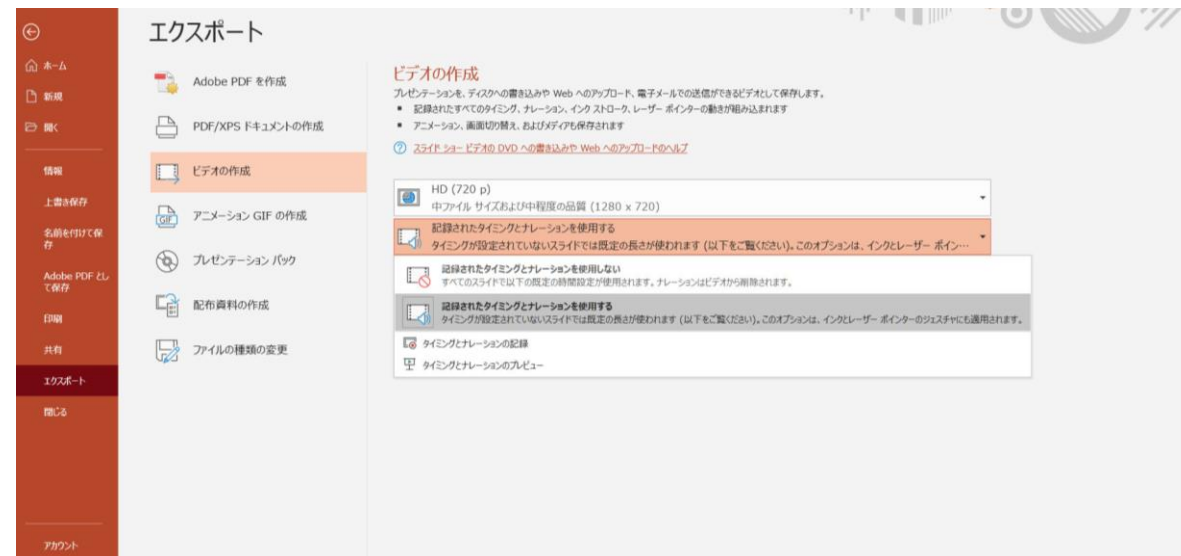 エクスポート
ホーム
新規
開く
情報
上書き保存
名前を付けて保
存
Adobe PDF とし
て保存
印刷
共有
エクスポート
閉じる
アカウント
Adobe PDF を作成
PDF/XPS ドキュメントの作成
ビデオの作成
アニメーション GIF の作成
GIF
プレゼンテーション パック
配布資料の作成
ファイルの種類の変更
ビデオの作成
プレゼンテーションを、ディスクへの書き込みや Web へのアップロード、電子メールでの送信ができるビデオとして保存します。
▪ 記録されたすべてのタイミング、ナレーション、インク ストローク、レーザー ポインターの動きが組み込まれます
▪ アニメーション、画面切り替え、およびメディアも保存されます
? スライド ショー ビデオの DVD への書き込みや Web へのアップロードのヘルプ
HD (720 p)
中ファイル サイズおよび中程度の品質 (1280 x 720)
記録されたタイミングとナレーションを使用する
タイミングが設定されていないスライドでは既定の長さが使われます (以下をご覧ください)。このオプションは、インクとレーザー ポイン…
記録されたタイミングとナレーションを使用しない
すべてのスライドで以下の既定の時間設定が使用されます。ナレーションはビデオから削除されます。
記録されたタイミングとナレーションを使用する
タイミングが設定されていないスライドでは既定の長さが使われます (以下をご覧ください)。このオプションは、インクとレーザー ポインターのジェスチャにも適用されます。
タイミングとナレーションの記録
タイミングとナレーションのプレビュー